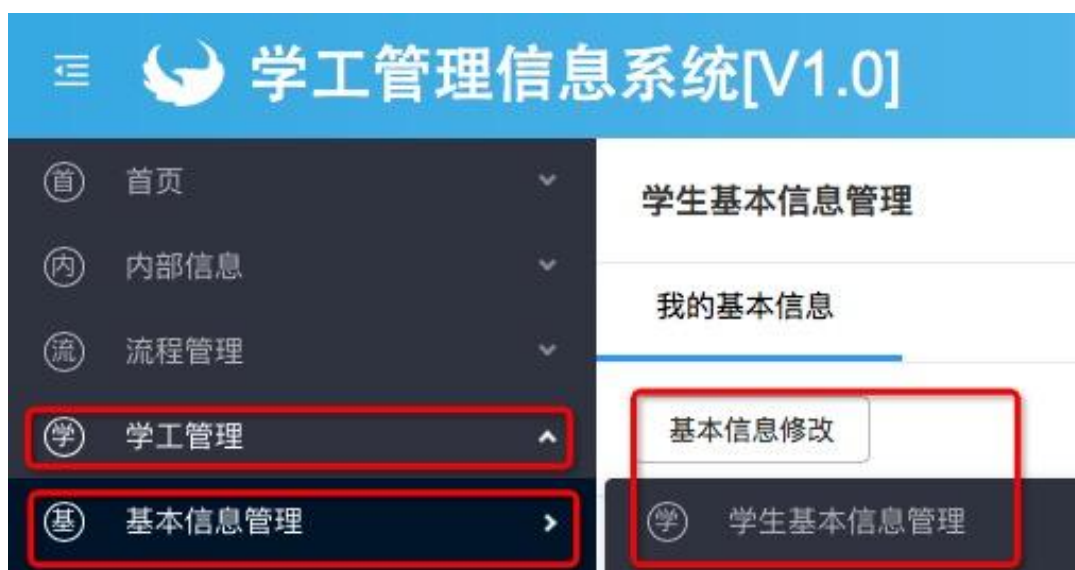 学工管理信息系统[V1.0]
首 首页
内 内部信息
流 流程管理
学 学工管理
基 基本信息管理
学生基本信息管理
我的基本信息
基本信息修改
学 学生基本信息管理